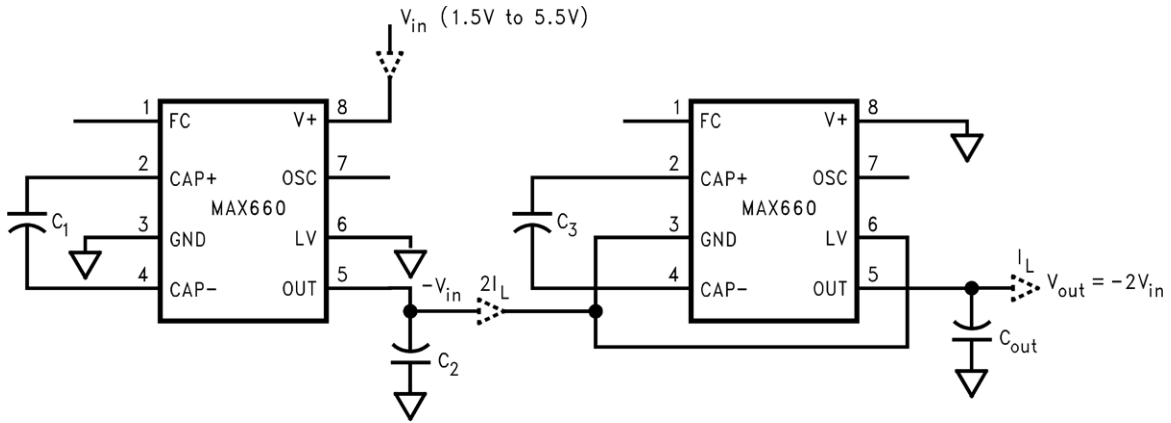 V_in (1.5V to 5.5V)
1
FC
V+
8
2
CAP+
OSC
7
MAX660
C_1
3
GND
LV
6
4
CAP-
OUT
5
-V_in
2I_L
C_2
1
FC
V+
8
2
CAP+
OSC
7
MAX660
C_3
3
GND
LV
6
4
CAP-
OUT
5
I_L
V_out = -2V_in
C_out